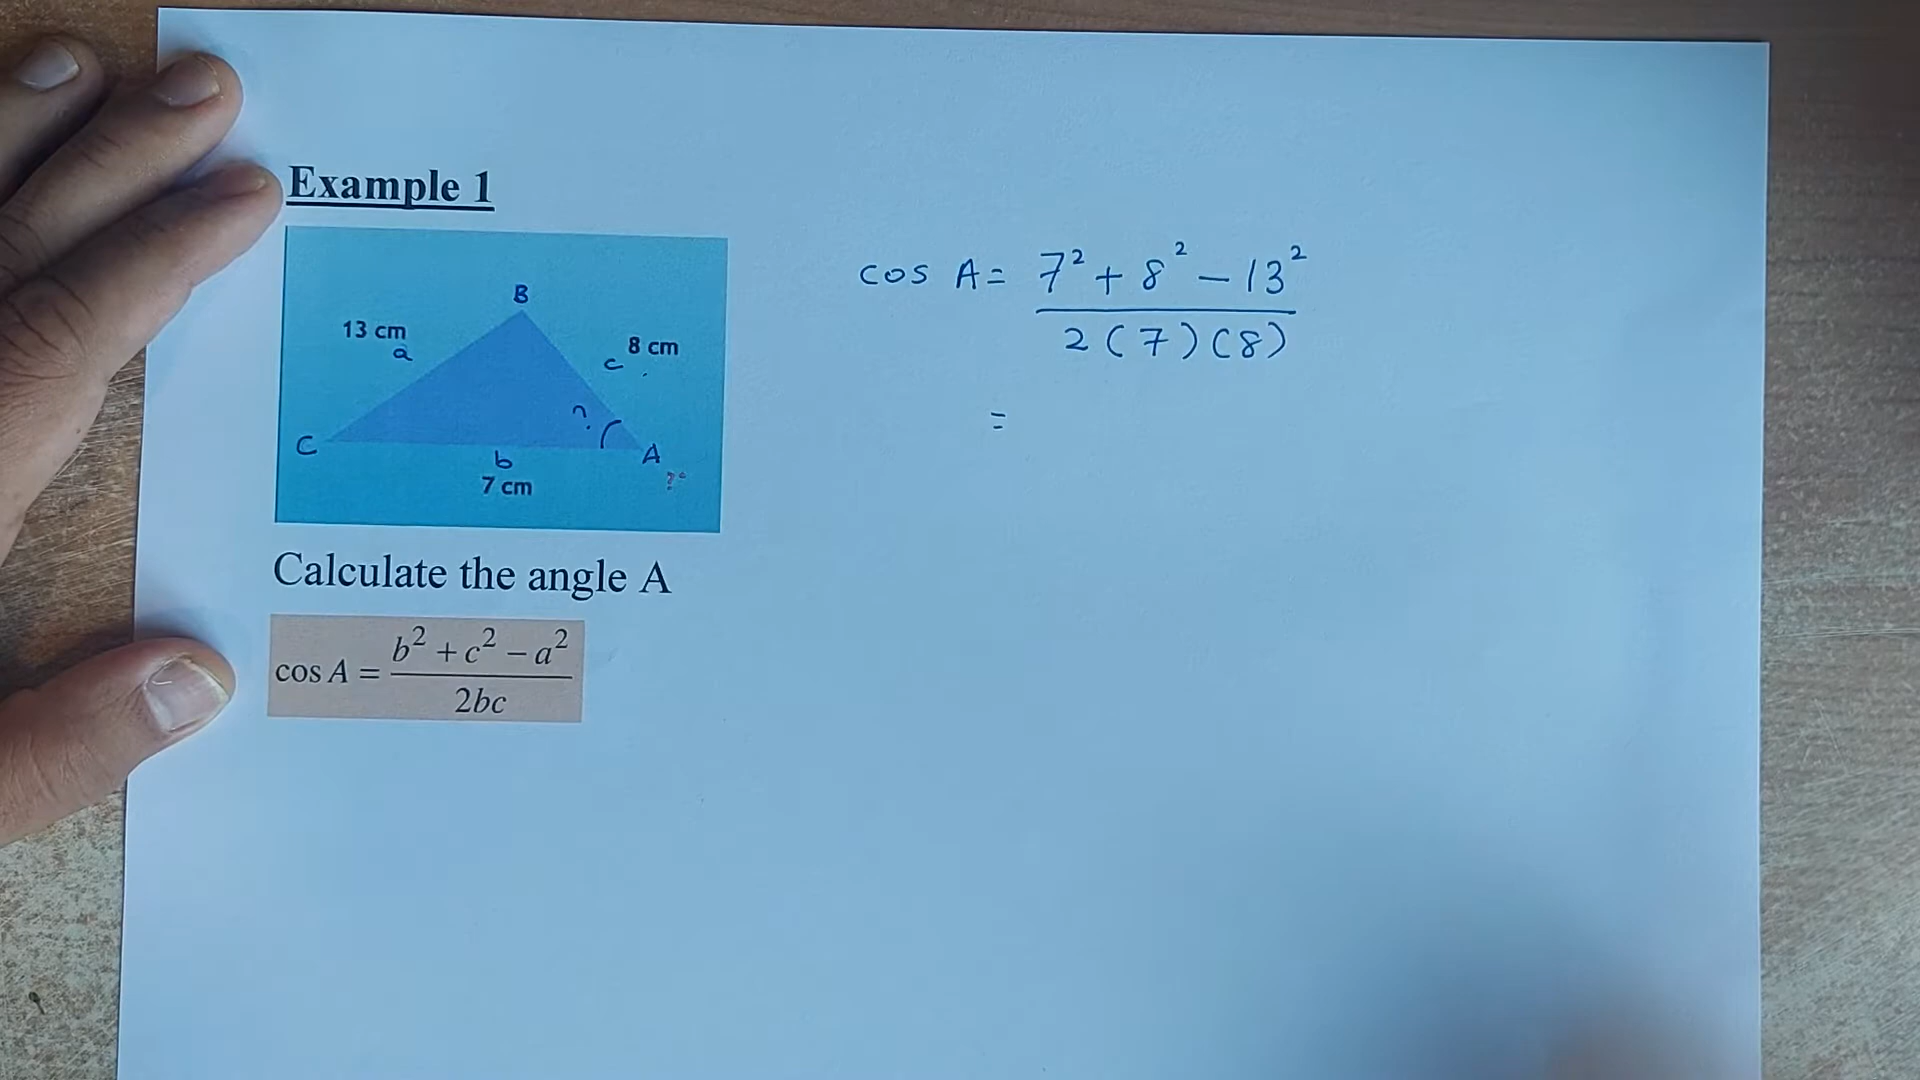 Example 1
B
13 cm
a
8 cm
c
?
C
A
b
7 cm
?°
Calculate the angle A
cos A = (b² + c² − a²) / 2bc
cos A = (7² + 8² − 13²) / 2(7)(8)
=